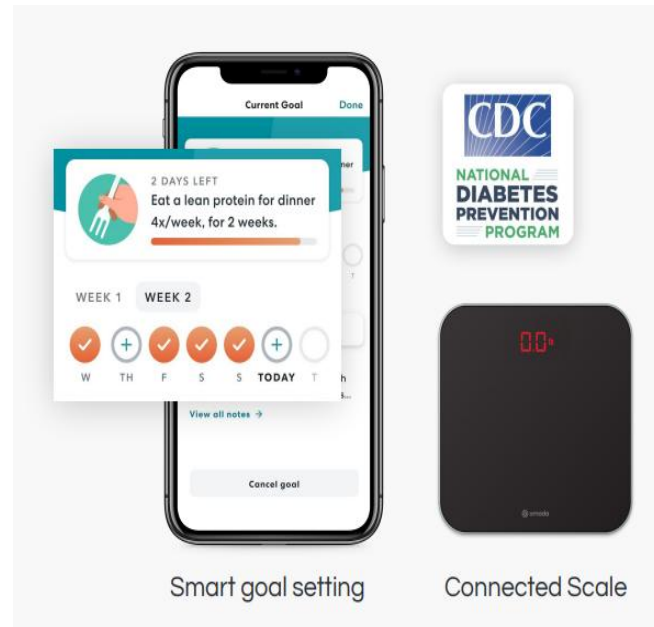 Current Goal Done
2 DAYS LEFT
Eat a lean protein for dinner
4x/week, for 2 weeks.
WEEK 1 WEEK 2
W TH F S S TODAY T
View all notes →
Cancel goal
Smart goal setting
CDC
NATIONAL
DIABETES
PREVENTION
PROGRAM
0.0
omada
Connected Scale